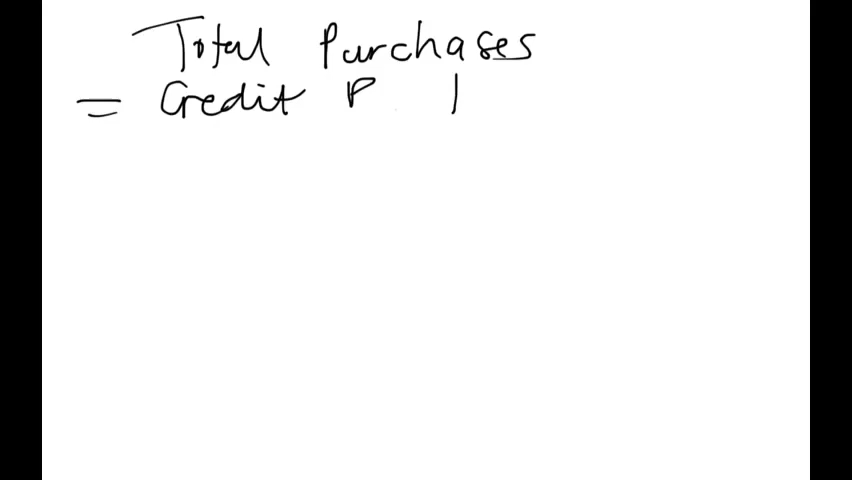 Total Purchases
= Credit P